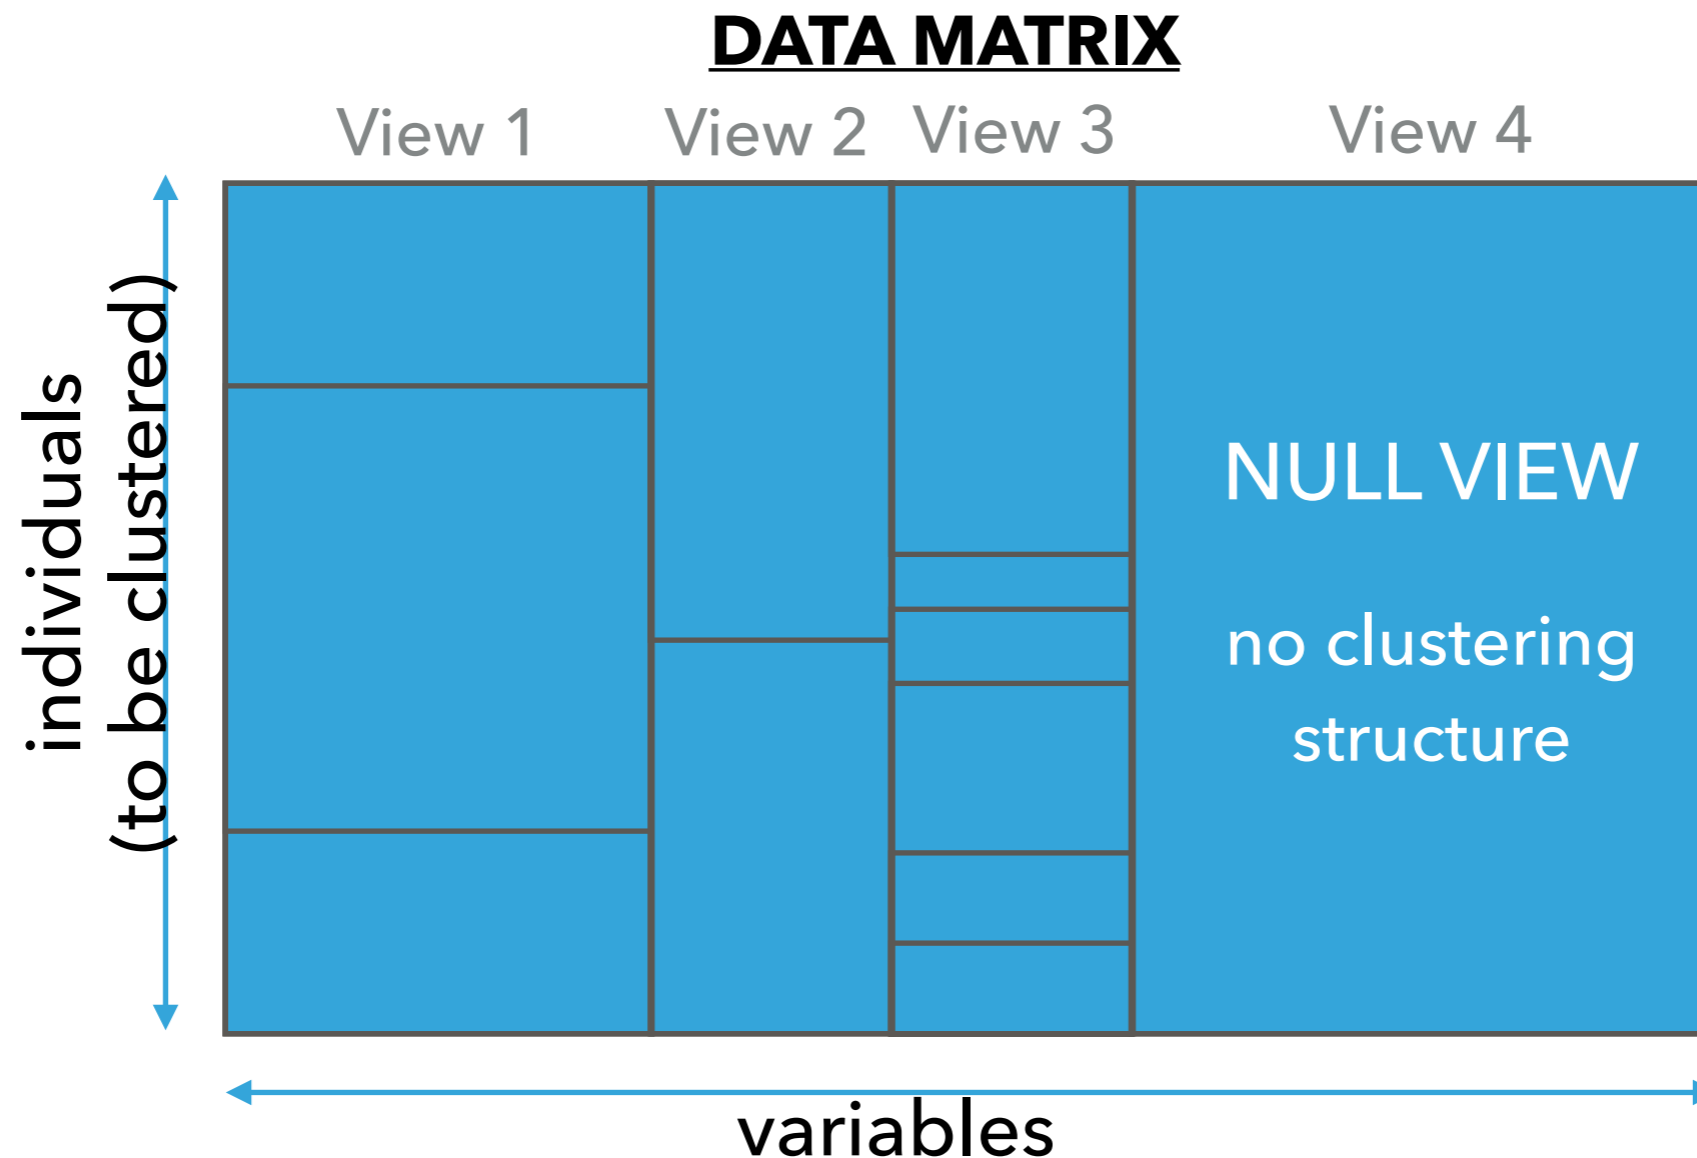 DATA MATRIX
View 1
View 2
View 3
View 4
individuals
(to be clustered)
NULL VIEW
no clustering
structure
variables